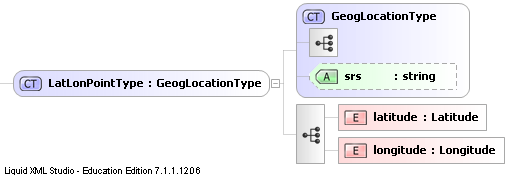 CT GeogLocationType
A srs : string
CT LatLonPointType : GeogLocationType
E latitude : Latitude
E longitude : Longitude
Liquid XML Studio - Education Edition 7.1.1.1206